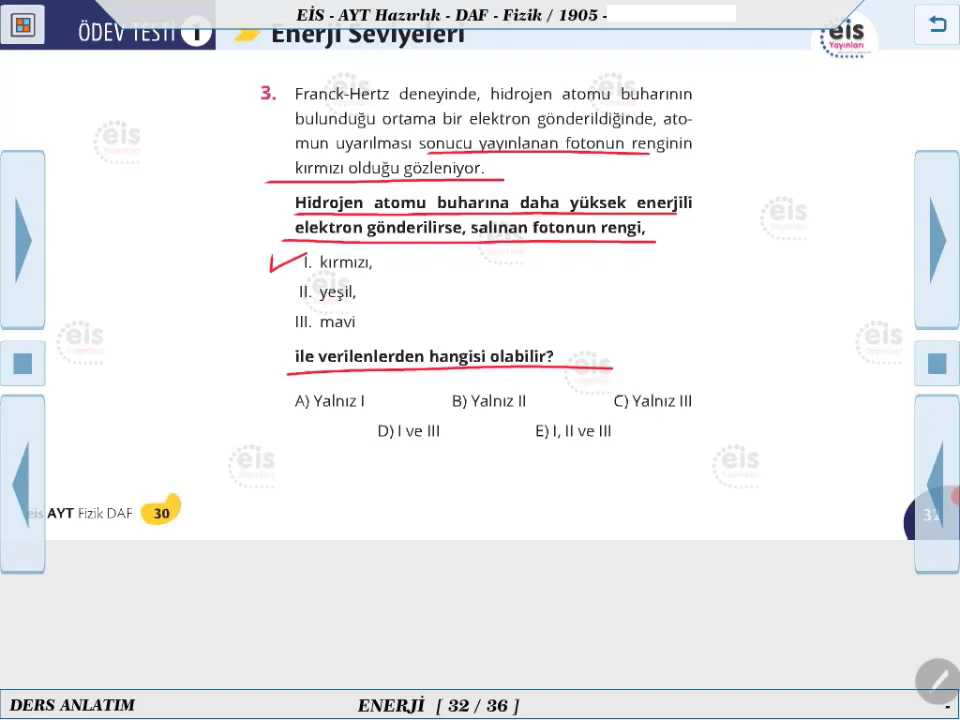 EİS - AYT Hazırlık - DAF - Fizik / 1905 -
ÖDEV TESTİ 1 Enerji Seviyeleri
eis
Yayınları
3. Franck-Hertz deneyinde, hidrojen atomu buharının
bulunduğu ortama bir elektron gönderildiğinde, ato-
mun uyarılması sonucu yayınlanan fotonun renginin
kırmızı olduğu gözleniyor.
Hidrojen atomu buharına daha yüksek enerjili
elektron gönderilirse, salınan fotonun rengi,
I. kırmızı,
II. yeşil,
III. mavi
ile verilenlerden hangisi olabilir?
A) Yalnız I B) Yalnız II C) Yalnız III
D) I ve III E) I, II ve III
eis AYT Fizik DAF 30
32
DERS ANLATIM ENERJİ [ 32 / 36 ] -